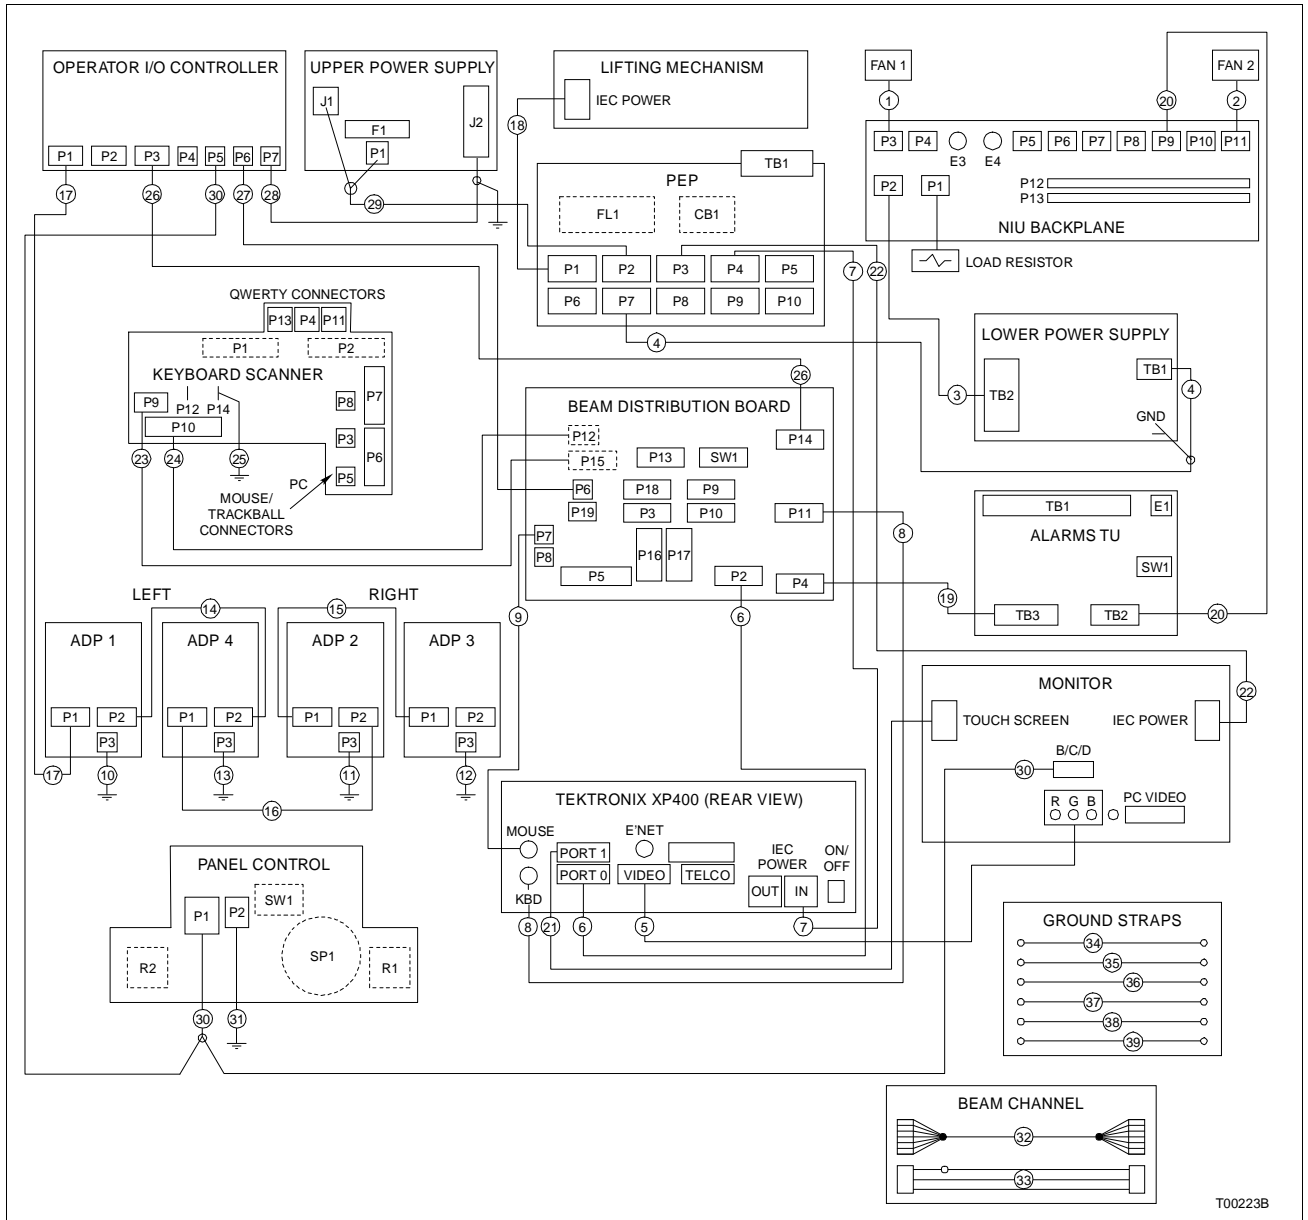 OPERATOR I/O CONTROLLER
P1 P2 P3 P4 P5 P6 P7
17 26 30 27 28
UPPER POWER SUPPLY
J1
F1
P1
J2
29
LIFTING MECHANISM
IEC POWER
18
PEP
TB1
FL1 CB1
P1 P2 P3 P4 P5
P6 P7 P8 P9 P10
7 22
4
FAN 1
FAN 2
1 20 2
P3 P4 E3 E4 P5 P6 P7 P8 P9 P10 P11
P2 P1
P12
P13
NIU BACKPLANE
LOAD RESISTOR
LOWER POWER SUPPLY
TB2
TB1
GND
3
4
QWERTY CONNECTORS
P13 P4 P11
P1 P2
KEYBOARD SCANNER
P9 P12 P14
P10
P8 P7
P3 P6
P5
23 24 25
PC
MOUSE/
TRACKBALL
CONNECTORS
26
BEAM DISTRIBUTION BOARD
P12 P14
P15 P13 SW1
P6 P18 P9
P19 P3 P10 P11
P7 P16 P17
P8
P5 P2 P4
8
9
6
19
TB1 E1
ALARMS TU
SW1
TB3 TB2
20
LEFT RIGHT
14 15
ADP 1
P1 P2
P3
ADP 4
P1 P2
P3
ADP 2
P1 P2
P3
ADP 3
P1 P2
P3
17 10 13 11 12
16
MONITOR
TOUCH SCREEN IEC POWER
22
B/C/D
30
R G B
PC VIDEO
TEKTRONIX XP400 (REAR VIEW)
MOUSE
E'NET
PORT 1
PORT 0
VIDEO
TELCO
IEC
POWER
OUT IN
ON/
OFF
KBD
8 21 6 5 7
PANEL CONTROL
P1 P2 SW1
R2 SP1 R1
30 31
GROUND STRAPS
34
35
36
37
38
39
BEAM CHANNEL
32
33
T00223B